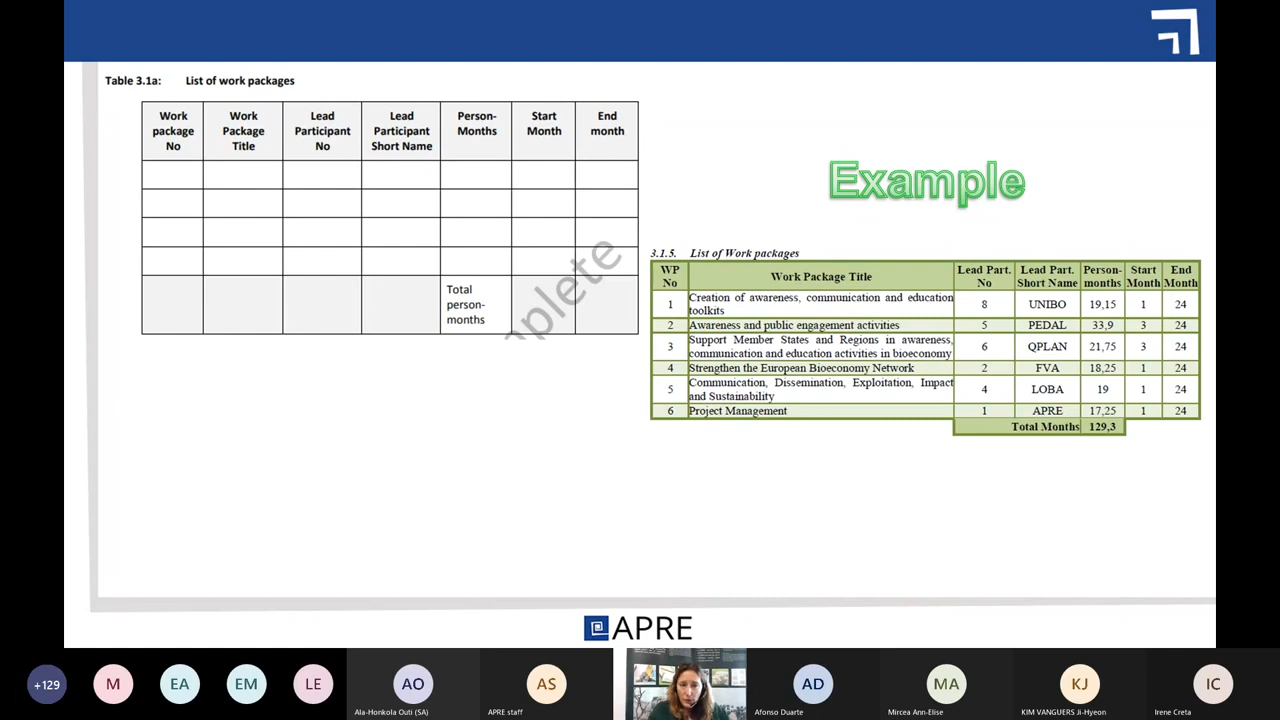 Table 3.1a: List of work packages
Work package No Work Package Title Lead Participant No Lead Participant Short Name Person-Months Start Month End month
Total person-months
mplete
Example
3.1.5. List of Work packages
WP No Work Package Title Lead Part. No Lead Part. Short Name Person-months Start Month End Month
1 Creation of awareness, communication and education toolkits 8 UNIBO 19,15 1 24
2 Awareness and public engagement activities 5 PEDAL 33,9 3 24
3 Support Member States and Regions in awareness, communication and education activities in bioeconomy 6 QPLAN 21,75 3 24
4 Strengthen the European Bioeconomy Network 2 FVA 18,25 1 24
5 Communication, Dissemination, Exploitation, Impact and Sustainability 4 LOBA 19 1 24
6 Project Management 1 APRE 17,25 1 24
Total Months 129,3
APRE
+129 M EA EM LE AO AS AD MA KJ IC
Ala-Honkola Outi (SA) APRE staff Afonso Duarte Mircea Ann-Elise KIM VANGUERS Ji-Hyeon Irene Creta